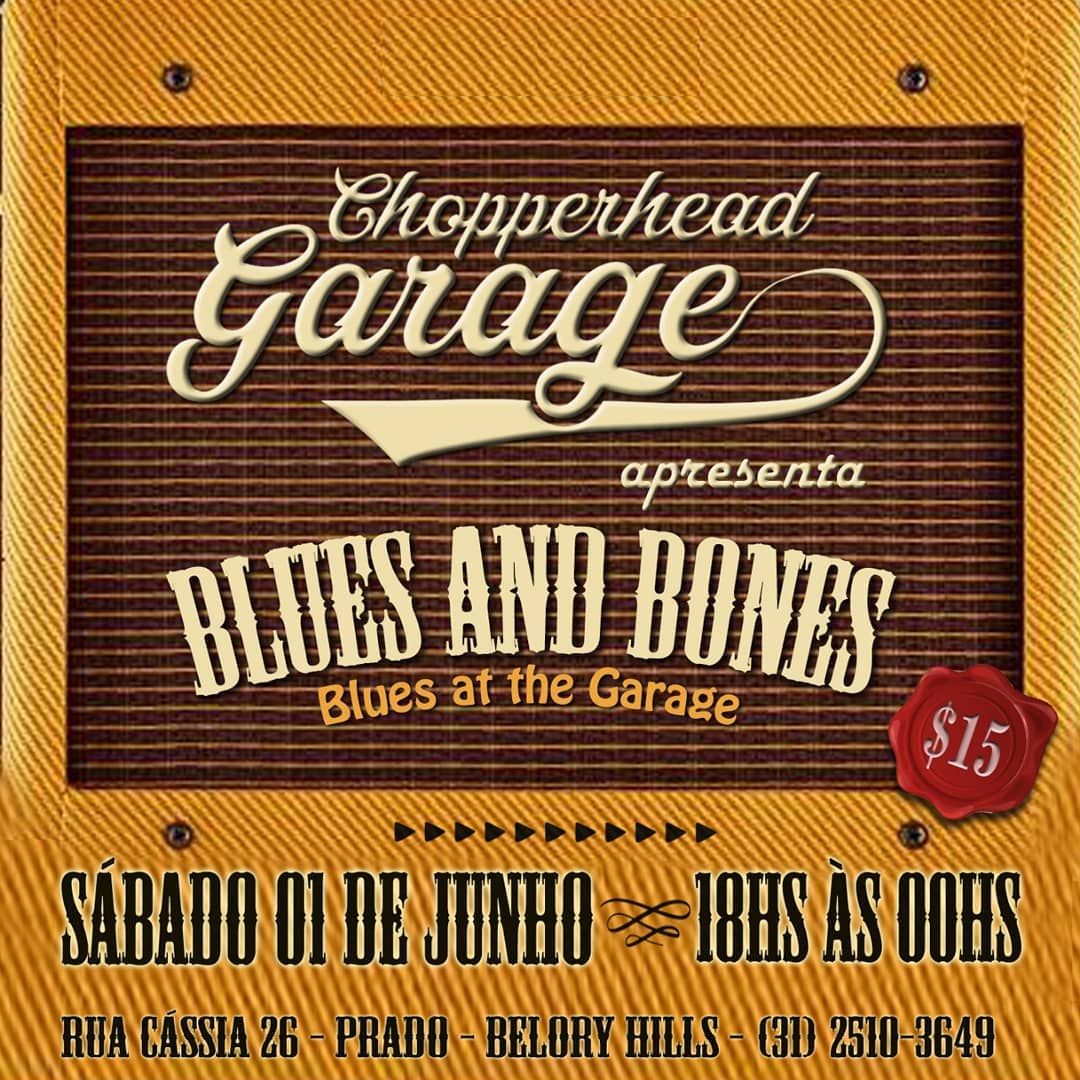 Chopperhead
Garage
apresenta
BLUES AND BONES
Blues at the Garage
$15
SÁBADO 01 DE JUNHO 18HS ÀS 00HS
RUA CÁSSIA 26 - PRADO - BELORY HILLS - (31) 2510-3649